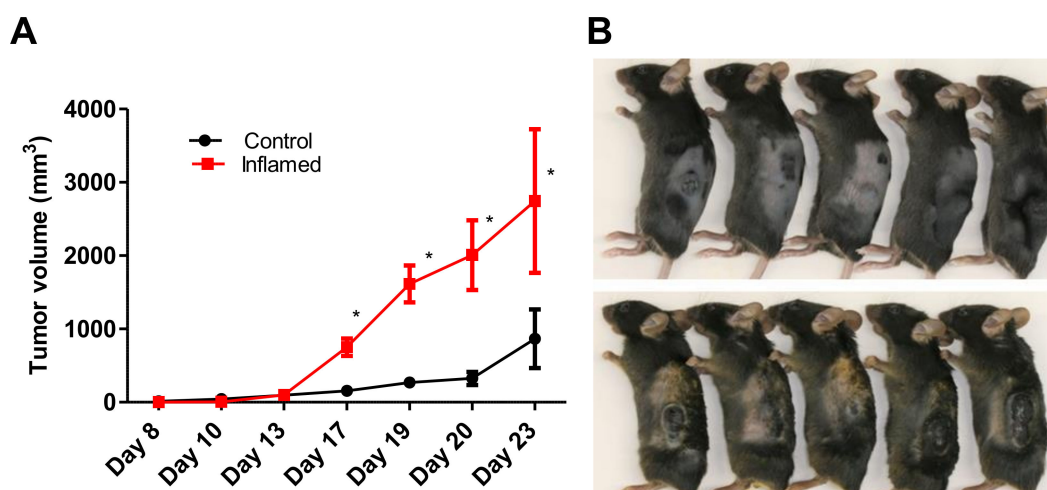 A
B
Tumor volume (mm³)
4000
3000
2000
1000
0
Control
Inflamed
*
*
*
*
Day 8
Day 10
Day 13
Day 17
Day 19
Day 20
Day 23